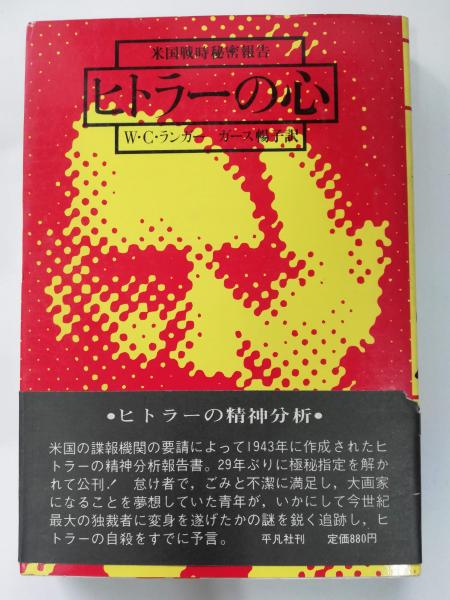 米国戦時秘密報告
ヒトラーの心
W・C・ランガー ガース暢子訳
●ヒトラーの精神分析●
米国の諜報機関の要請によって1943年に作成されたヒ
トラーの精神分析報告書。29年ぶりに極秘指定を解か
れて公刊! 怠け者で,ごみと不潔に満足し,大画家
になることを夢想していた青年が,いかにして今世紀
最大の独裁者に変身を遂げたかの謎を鋭く追跡し,ヒ
トラーの自殺をすでに予言。 平凡社刊 定価880円